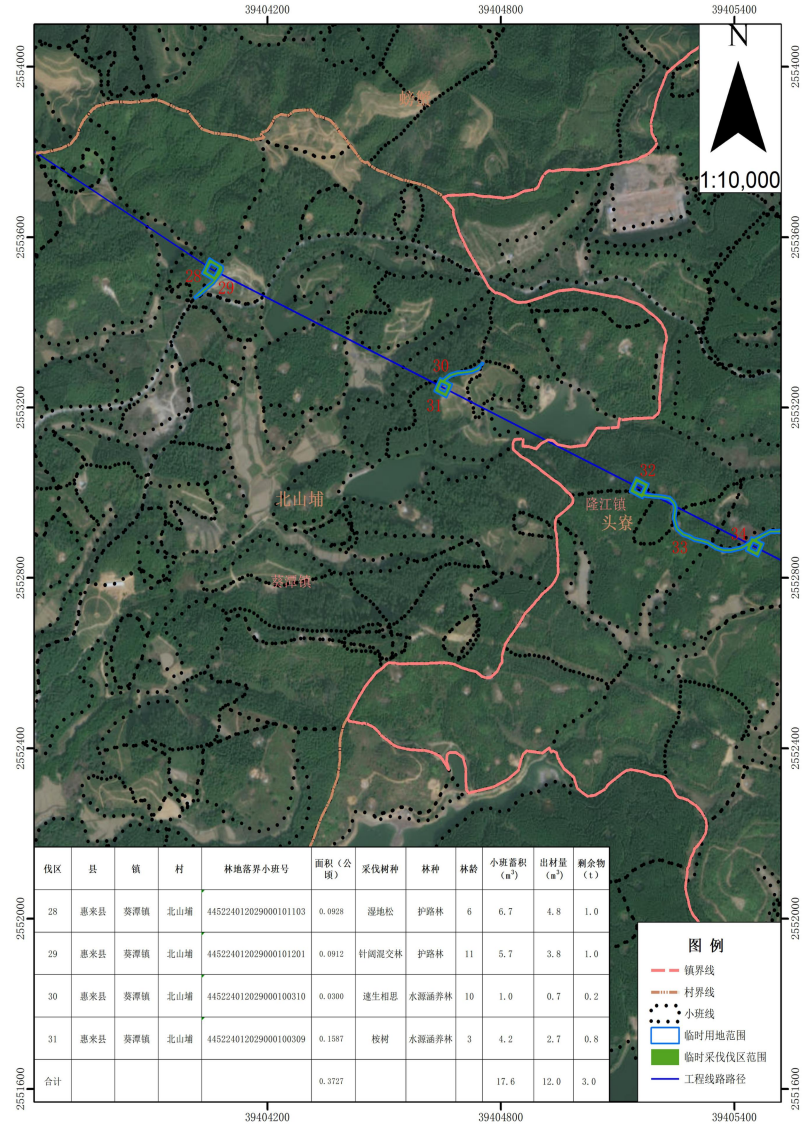 39404200 39404800 39405400
N
1:10,000
2554000
2553600
2553200
2552800
2552400
2552000
2551600
2554000
2553600
2553200
2552800
2552400
2552000
2551600
28
29
30
31
32
隆江镇
头寮
33
34
北山埔
葵潭镇
伐区 县 镇 村 林地落界小班号 面积（公顷） 采伐树种 林种 林龄 小班蓄积（m³） 出材量（m³） 剩余物（t）
28 惠来县 葵潭镇 北山埔 445224012029000101103 0.0928 湿地松 护路林 6 6.7 4.8 1.0
29 惠来县 葵潭镇 北山埔 445224012029000101201 0.0912 针阔混交林 护路林 11 5.7 3.8 1.0
30 惠来县 葵潭镇 北山埔 445224012029000100310 0.0300 速生相思 水源涵养林 10 1.0 0.7 0.2
31 惠来县 葵潭镇 北山埔 445224012029000100309 0.1587 桉树 水源涵养林 3 4.2 2.7 0.8
合计 0.3727 17.6 12.0 3.0
图 例
镇界线
村界线
小班线
临时用地范围
临时采伐伐区范围
工程线路路径
39404200 39404800 39405400